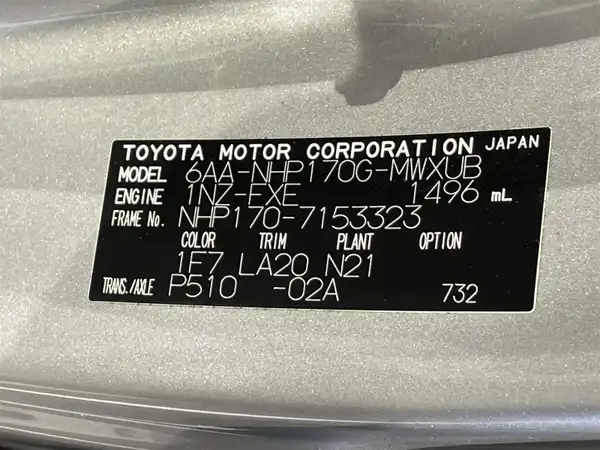 TOYOTA MOTOR CORPORATION JAPAN
MODEL 6AA-NHP170G-MWXUB
ENGINE 1NZ-EXE 1496 mL
FRAME No. NHP170-7153323
COLOR TRIM PLANT OPTION
1F7 LA20 N21
TRANS./AXLE P510 -02A 732